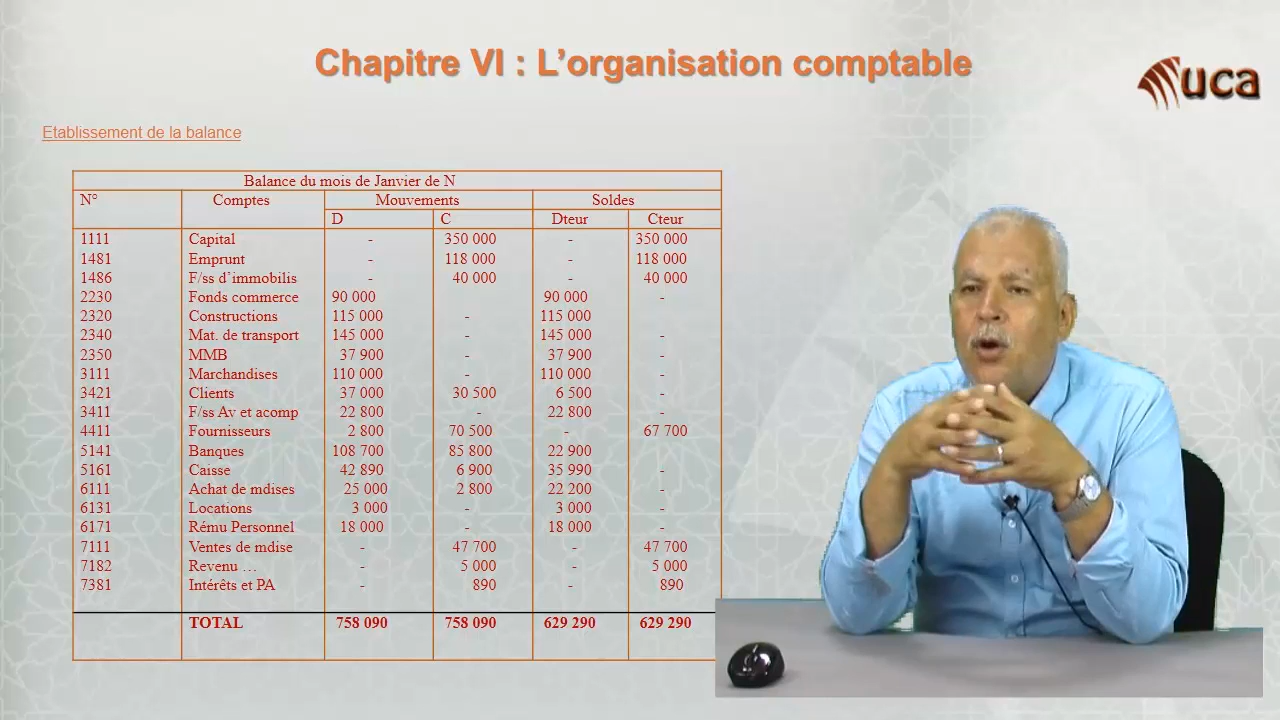 Chapitre VI : L’organisation comptable
uca
Etablissement de la balance
Balance du mois de Janvier de N
N° Comptes Mouvements Soldes
D C Dteur Cteur
1111 Capital - 350 000 - 350 000
1481 Emprunt - 118 000 - 118 000
1486 F/ss d’immobilis - 40 000 - 40 000
2230 Fonds commerce 90 000 90 000 -
2320 Constructions 115 000 - 115 000
2340 Mat. de transport 145 000 - 145 000 -
2350 MMB 37 900 - 37 900 -
3111 Marchandises 110 000 - 110 000 -
3421 Clients 37 000 30 500 6 500 -
3411 F/ss Av et acomp 22 800 - 22 800 -
4411 Fournisseurs 2 800 70 500 - 67 700
5141 Banques 108 700 85 800 22 900
5161 Caisse 42 890 6 900 35 990 -
6111 Achat de mdises 25 000 2 800 22 200 -
6131 Locations 3 000 - 3 000 -
6171 Rému Personnel 18 000 - 18 000 -
7111 Ventes de mdise - 47 700 - 47 700
7182 Revenu … - 5 000 - 5 000
7381 Intérêts et PA - 890 - 890
TOTAL 758 090 758 090 629 290 629 290